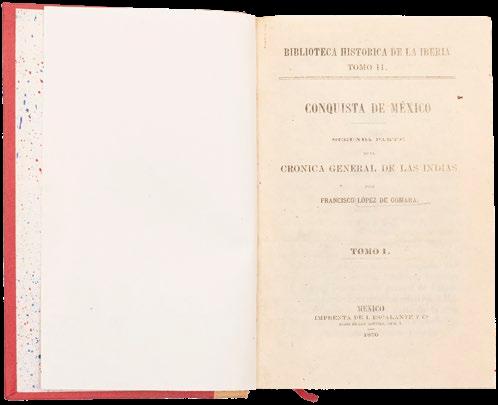 BIBLIOTECA HISTORICA DE LA IBERIA
TOMO II.
CONQUISTA DE MÉXICO
SEGUNDA PARTE
DE LA
CRONICA GENERAL DE LAS INDIAS
POR
FRANCISCO LÓPEZ DE GOMARA.
TOMO I.
MEXICO
IMPRENTA DE I. ESCALANTE Y Cª
1870